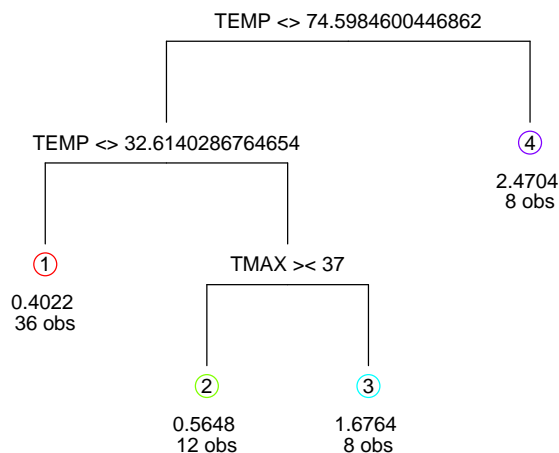 TEMP <> 74.5984600446862
TEMP <> 32.6140286764654
4
2.4704
8 obs
1
0.4022
36 obs
TMAX >< 37
2
0.5648
12 obs
3
1.6764
8 obs